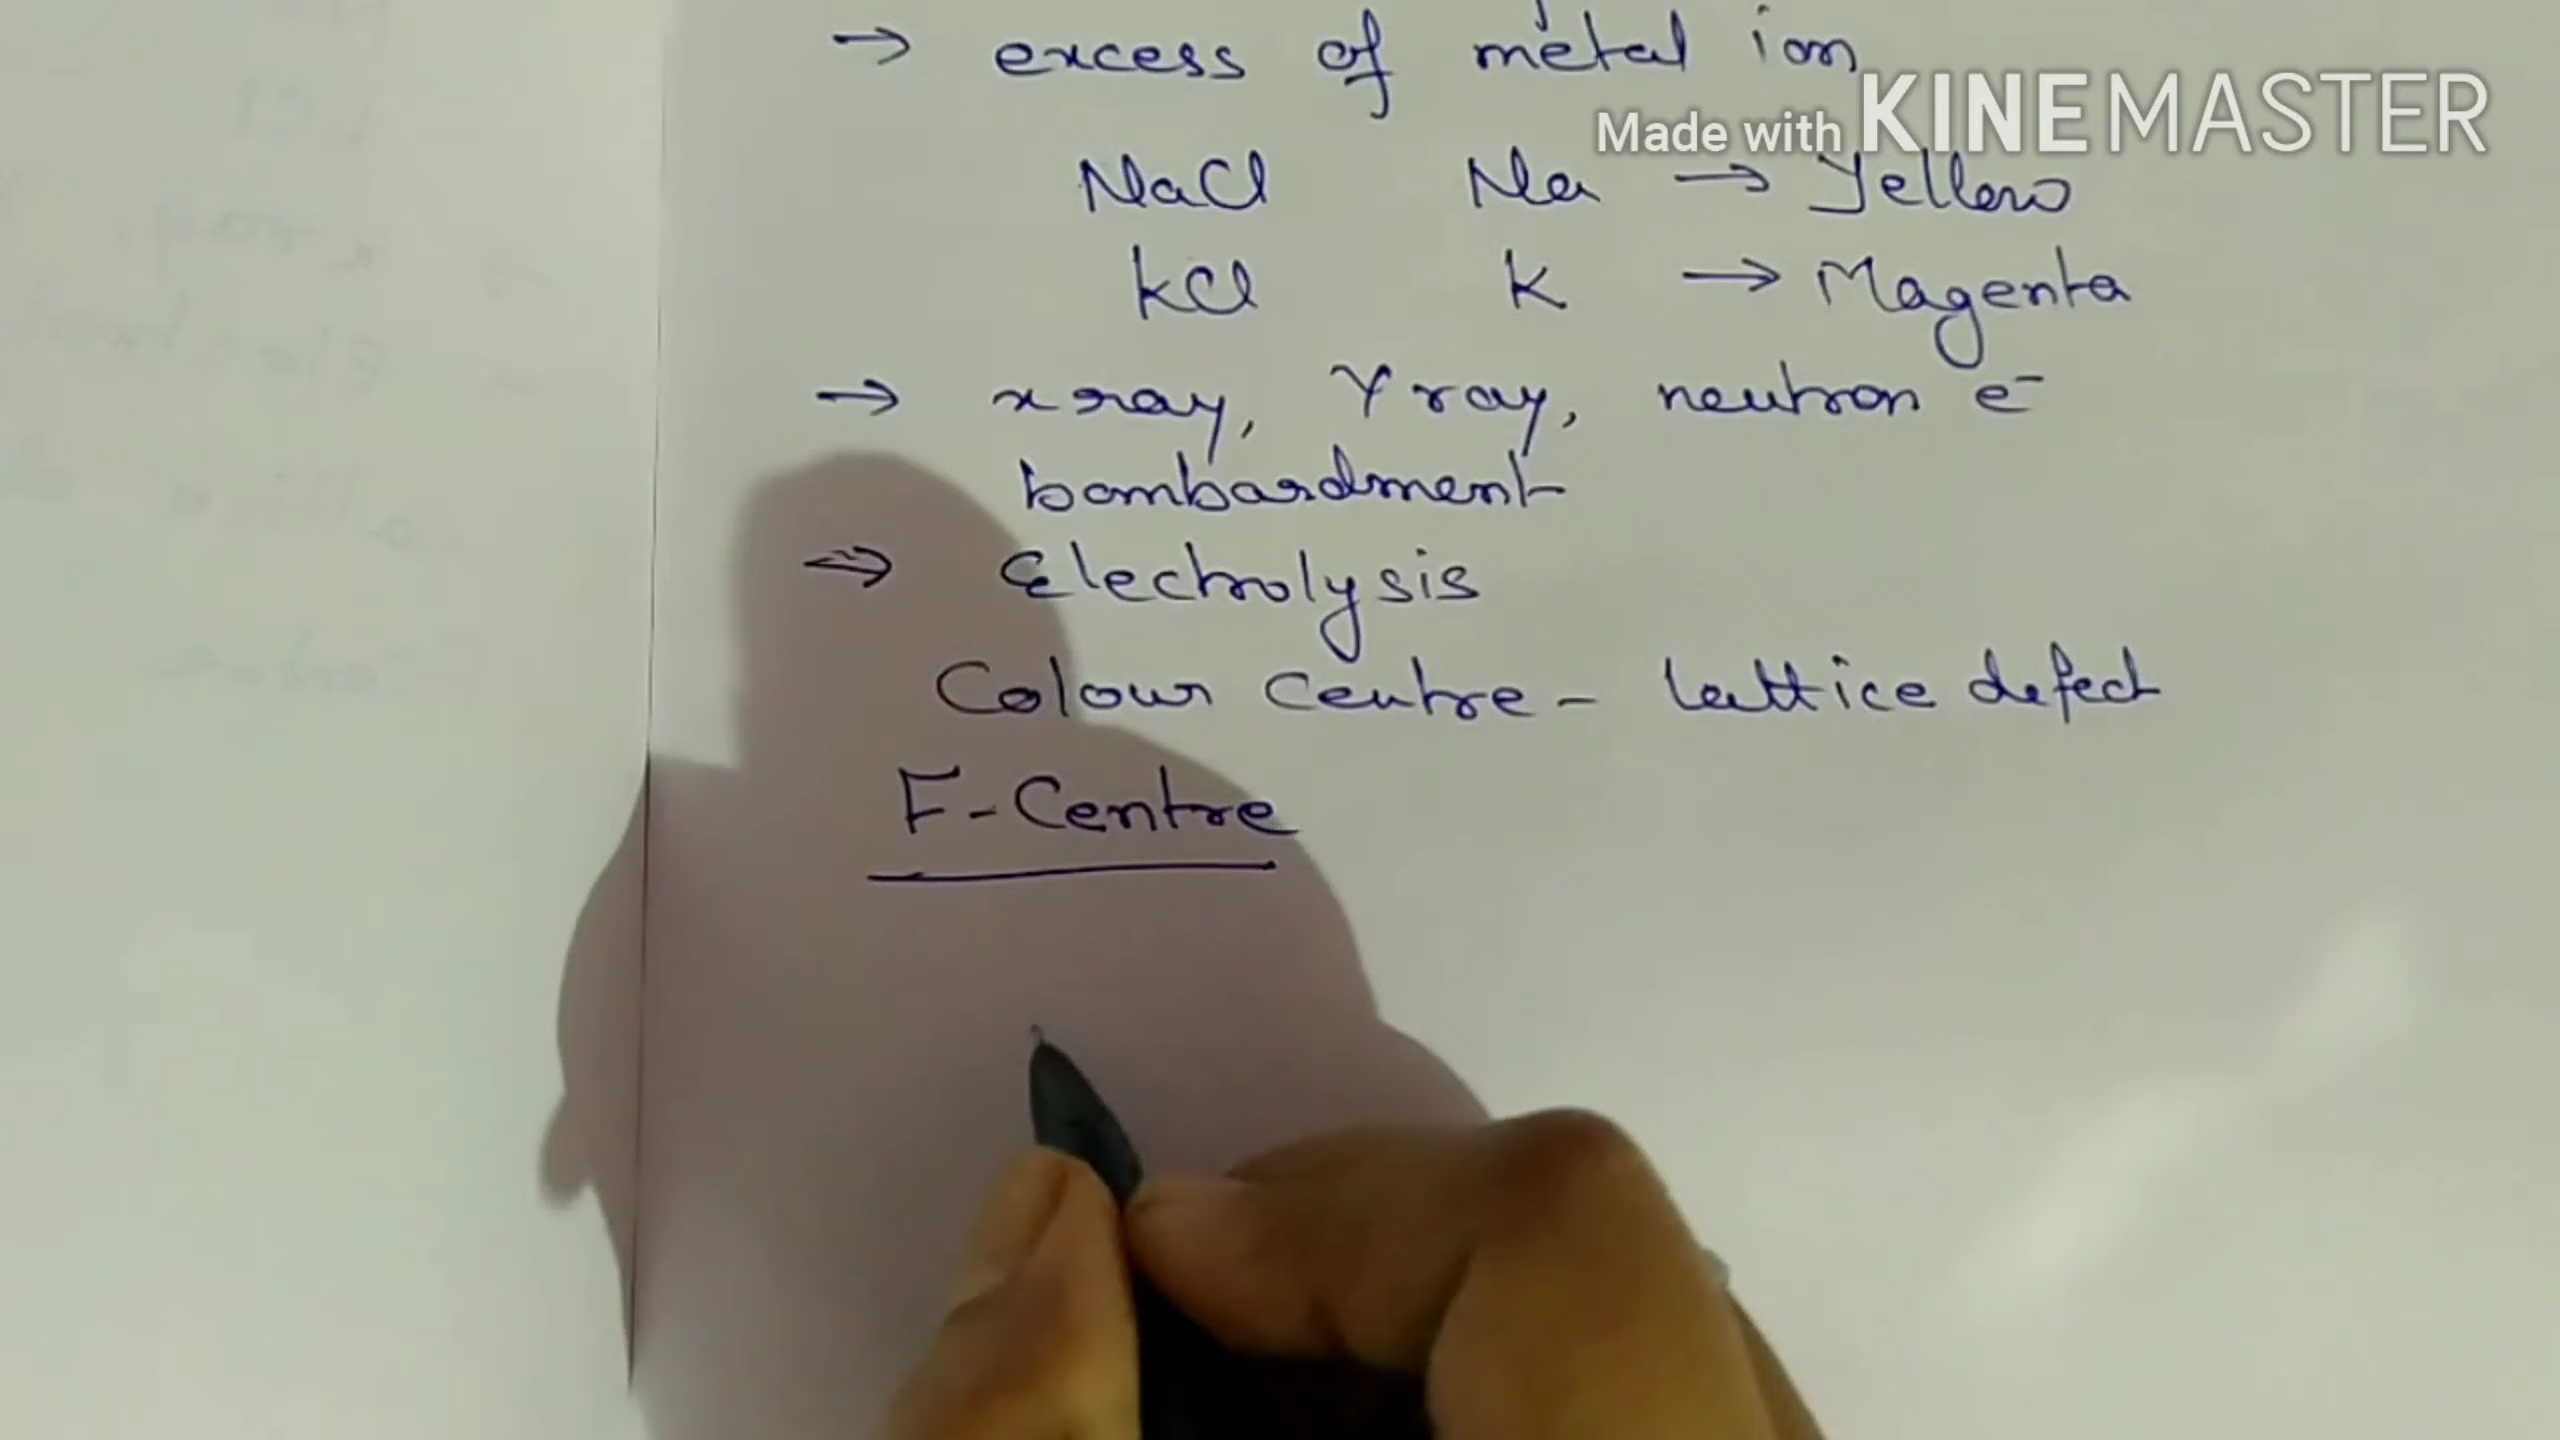 → excess of metal ion
Made with KINEMASTER
NaCl Na → Yellow
KCl K → Magenta
→ x ray, γ ray, neutron e⁻
bombardment
⇒ Electrolysis
Colour Centre - lattice defect
F-Centre